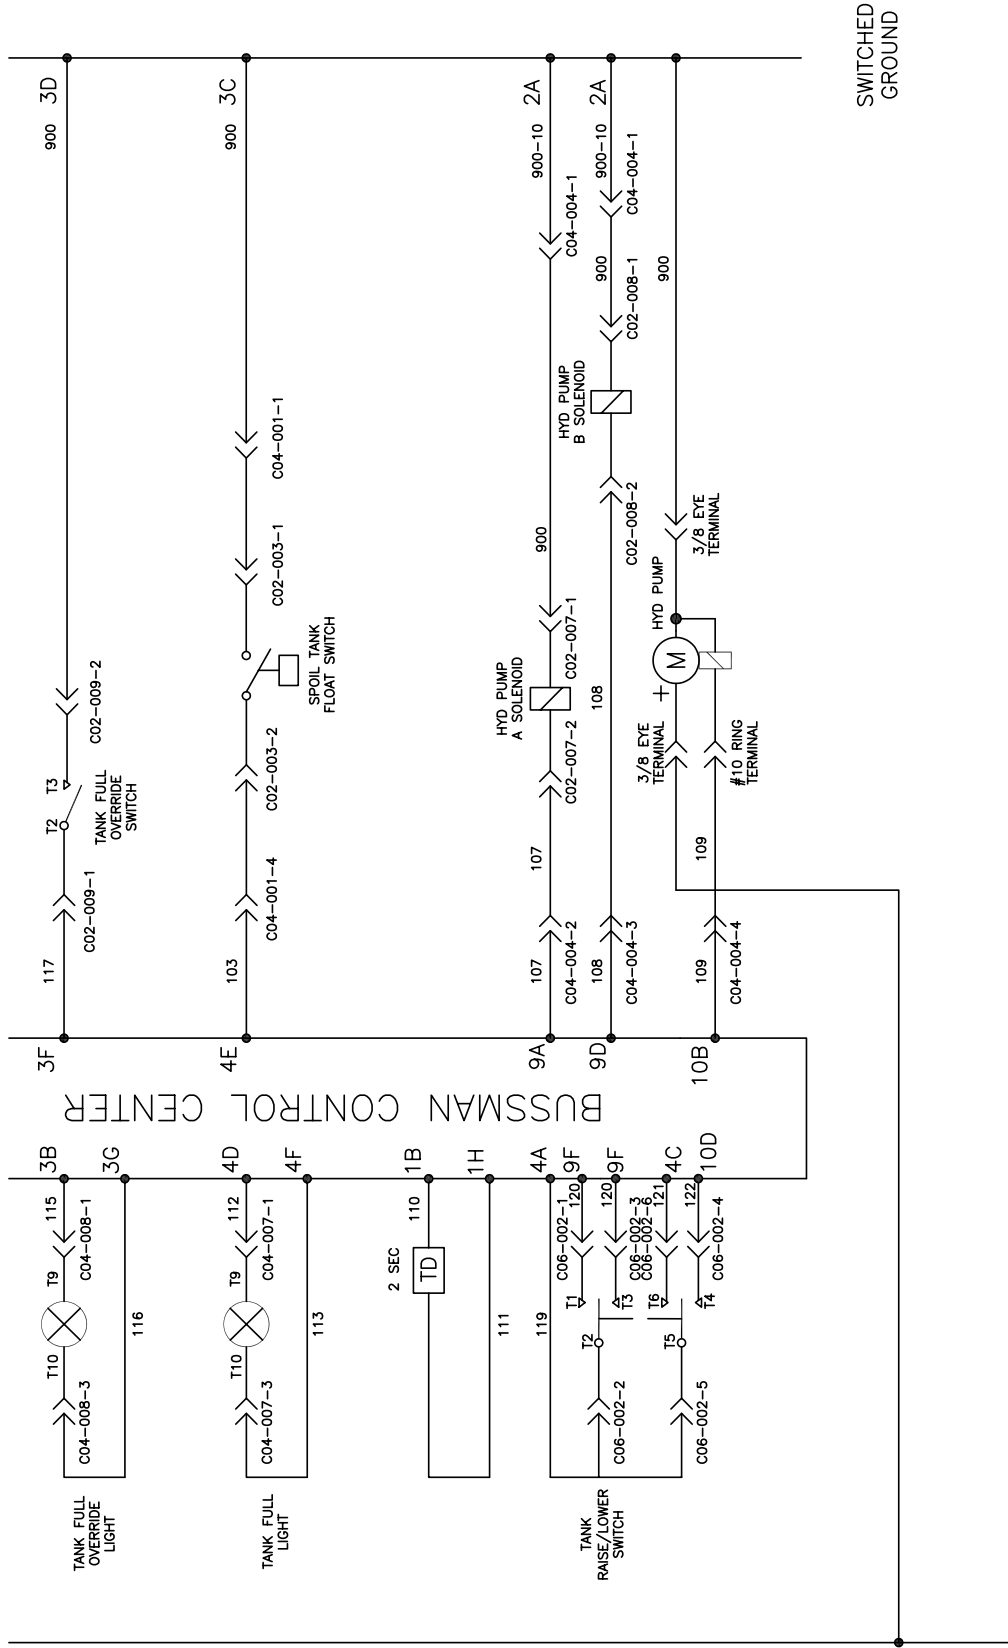 SWITCHED
GROUND
3D
900
3C
900
2A
900-10
C04-004-1
2A
900-10
C04-004-1
900
C02-008-1
900
HYD PUMP
B SOLENOID
C04-001-1
C02-003-1
C02-008-2
3/8 EYE
TERMINAL
900
HYD PUMP
M
+
C02-007-1
HYD PUMP
A SOLENOID
C02-007-2
108
SPOIL TANK
FLOAT SWITCH
C02-009-2
T3
T2
TANK FULL
OVERRIDE
SWITCH
C02-003-2
3/8 EYE
TERMINAL
#10 RING
TERMINAL
C02-009-1
C04-001-4
107
109
117
103
107
C04-004-2
108
C04-004-3
109
C04-004-4
3F
4E
9A
9D
10B
BUSSMAN CONTROL CENTER
3B
3G
4D
4F
1B
1H
4A
9F
9F
4C
10D
115
C04-008-1
T9
T10
C04-008-3
116
TANK FULL
OVERRIDE
LIGHT
112
C04-007-1
T9
T10
C04-007-3
113
TANK FULL
LIGHT
110
2 SEC
TD
111
119
120
C06-002-1
120
C06-002-3
C06-002-6
121
122
C06-002-4
T1
T3
T6
T4
T2
T5
C06-002-2
C06-002-5
TANK
RAISE/LOWER
SWITCH